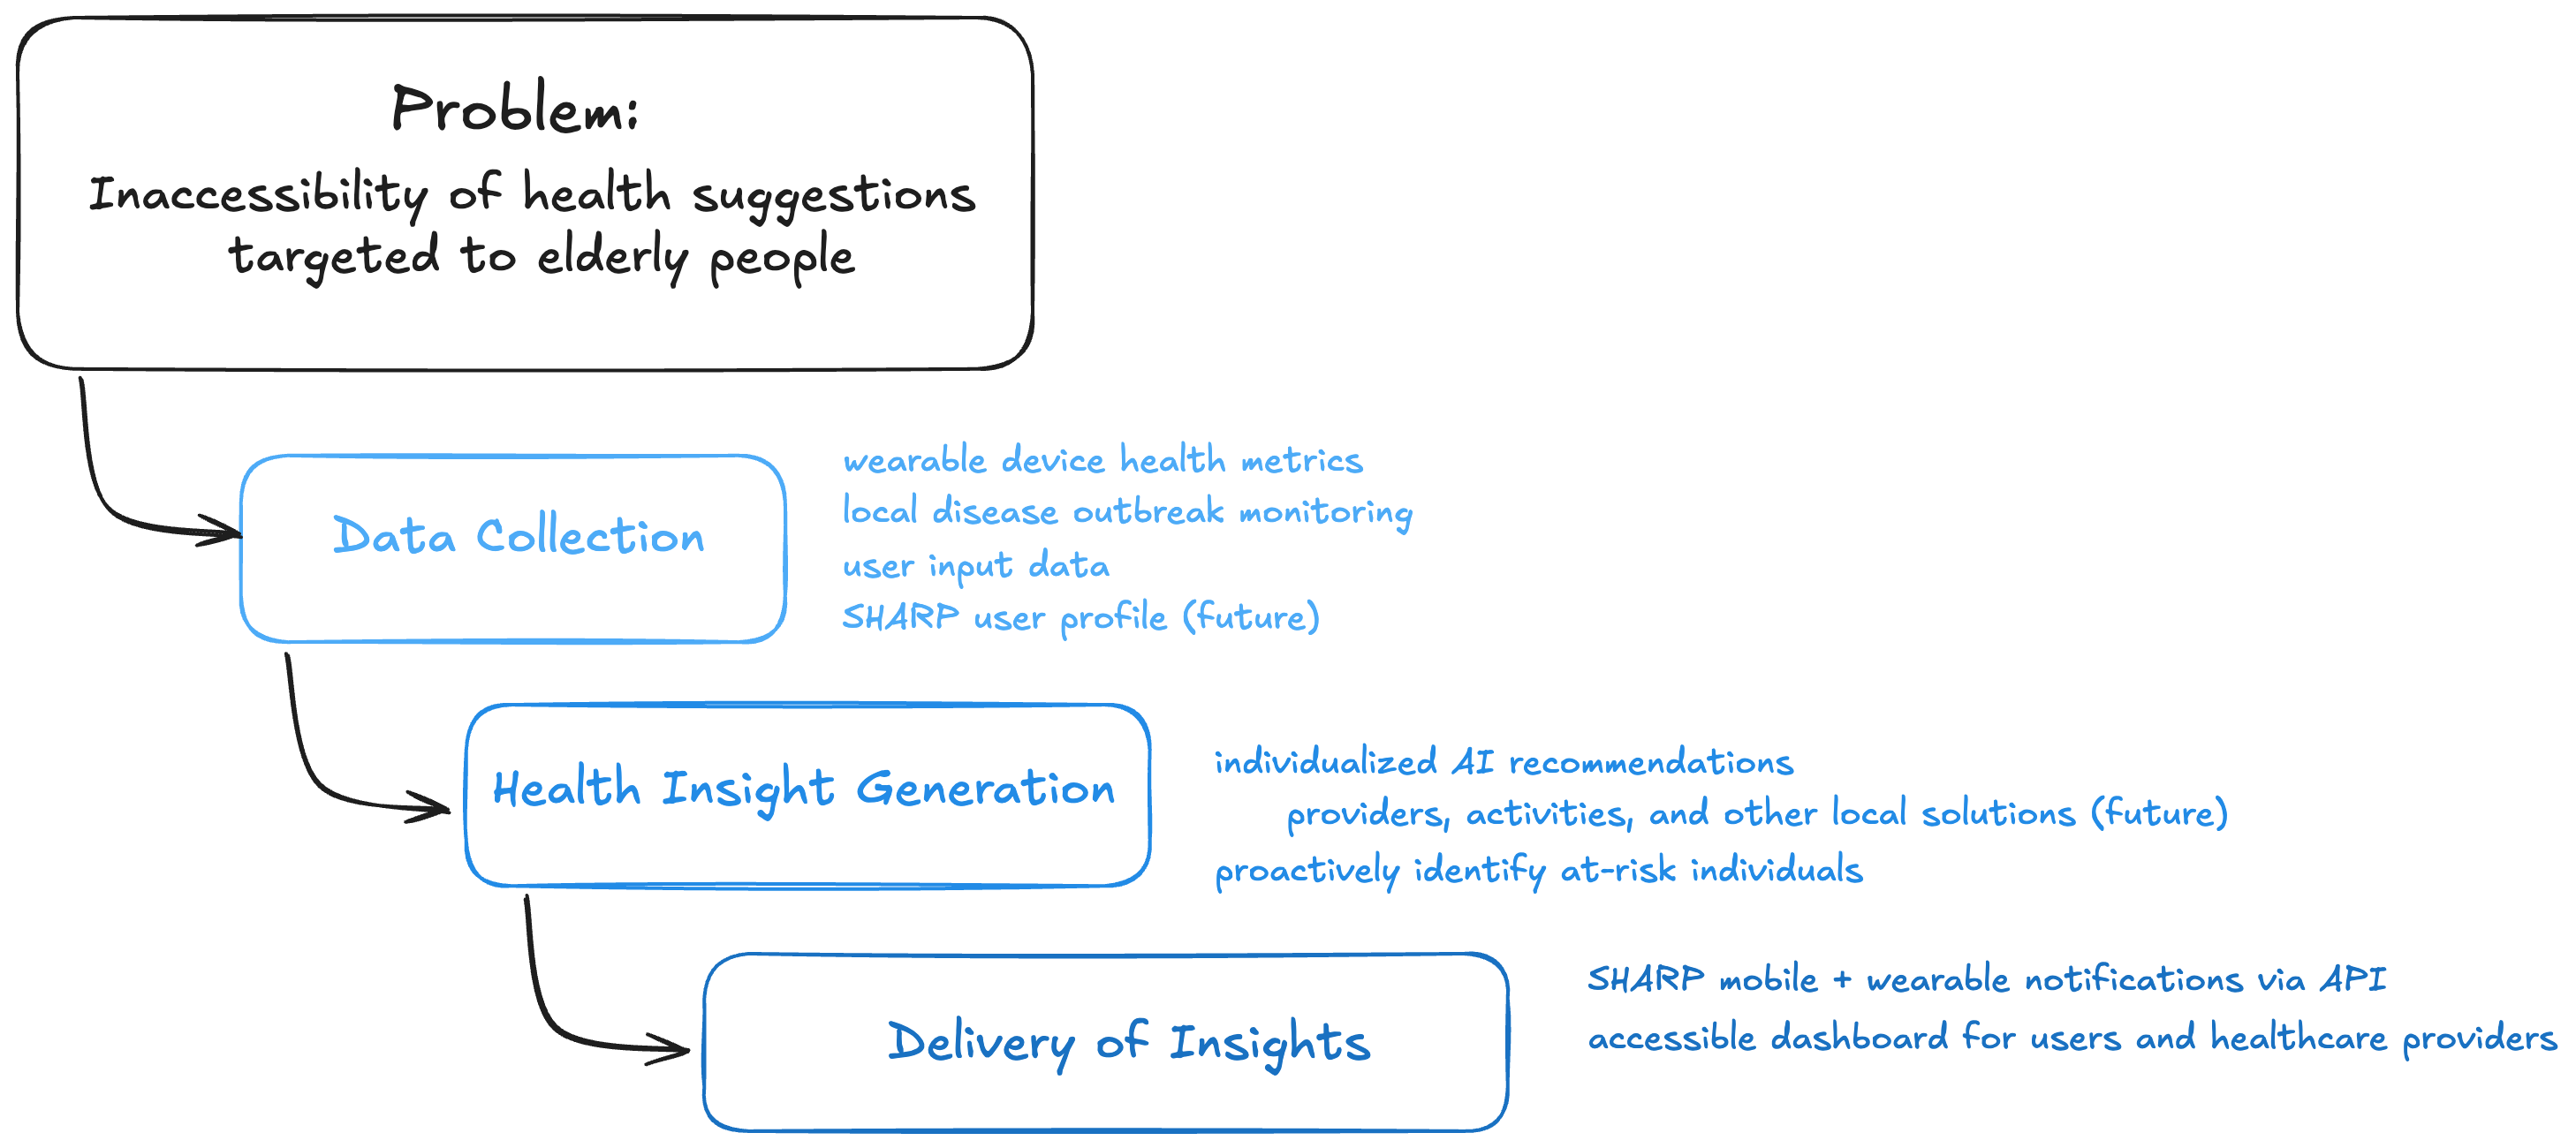 Problem:
Inaccessibility of health suggestions
targeted to elderly people
Data Collection
wearable device health metrics
local disease outbreak monitoring
user input data
SHARP user profile (future)
Health Insight Generation
individualized AI recommendations
providers, activities, and other local solutions (future)
proactively identify at-risk individuals
Delivery of Insights
SHARP mobile + wearable notifications via API
accessible dashboard for users and healthcare providers